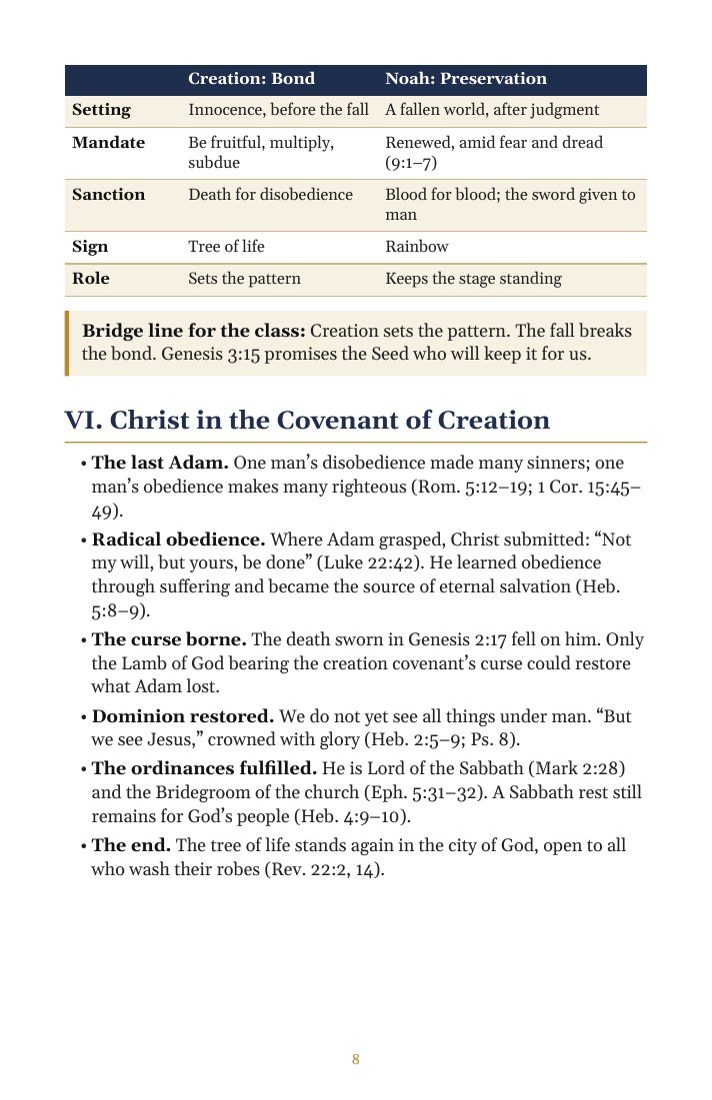 Creation: Bond Noah: Preservation
Setting Innocence, before the fall A fallen world, after judgment
Mandate Be fruitful, multiply, Renewed, amid fear and dread
subdue (9:1–7)
Sanction Death for disobedience Blood for blood; the sword given to
man
Sign Tree of life Rainbow
Role Sets the pattern Keeps the stage standing
Bridge line for the class: Creation sets the pattern. The fall breaks
the bond. Genesis 3:15 promises the Seed who will keep it for us.
VI. Christ in the Covenant of Creation
• The last Adam. One man’s disobedience made many sinners; one
man’s obedience makes many righteous (Rom. 5:12–19; 1 Cor. 15:45–
49).
• Radical obedience. Where Adam grasped, Christ submitted: “Not
my will, but yours, be done” (Luke 22:42). He learned obedience
through suffering and became the source of eternal salvation (Heb.
5:8–9).
• The curse borne. The death sworn in Genesis 2:17 fell on him. Only
the Lamb of God bearing the creation covenant’s curse could restore
what Adam lost.
• Dominion restored. We do not yet see all things under man. “But
we see Jesus,” crowned with glory (Heb. 2:5–9; Ps. 8).
• The ordinances fulfilled. He is Lord of the Sabbath (Mark 2:28)
and the Bridegroom of the church (Eph. 5:31–32). A Sabbath rest still
remains for God’s people (Heb. 4:9–10).
• The end. The tree of life stands again in the city of God, open to all
who wash their robes (Rev. 22:2, 14).
8